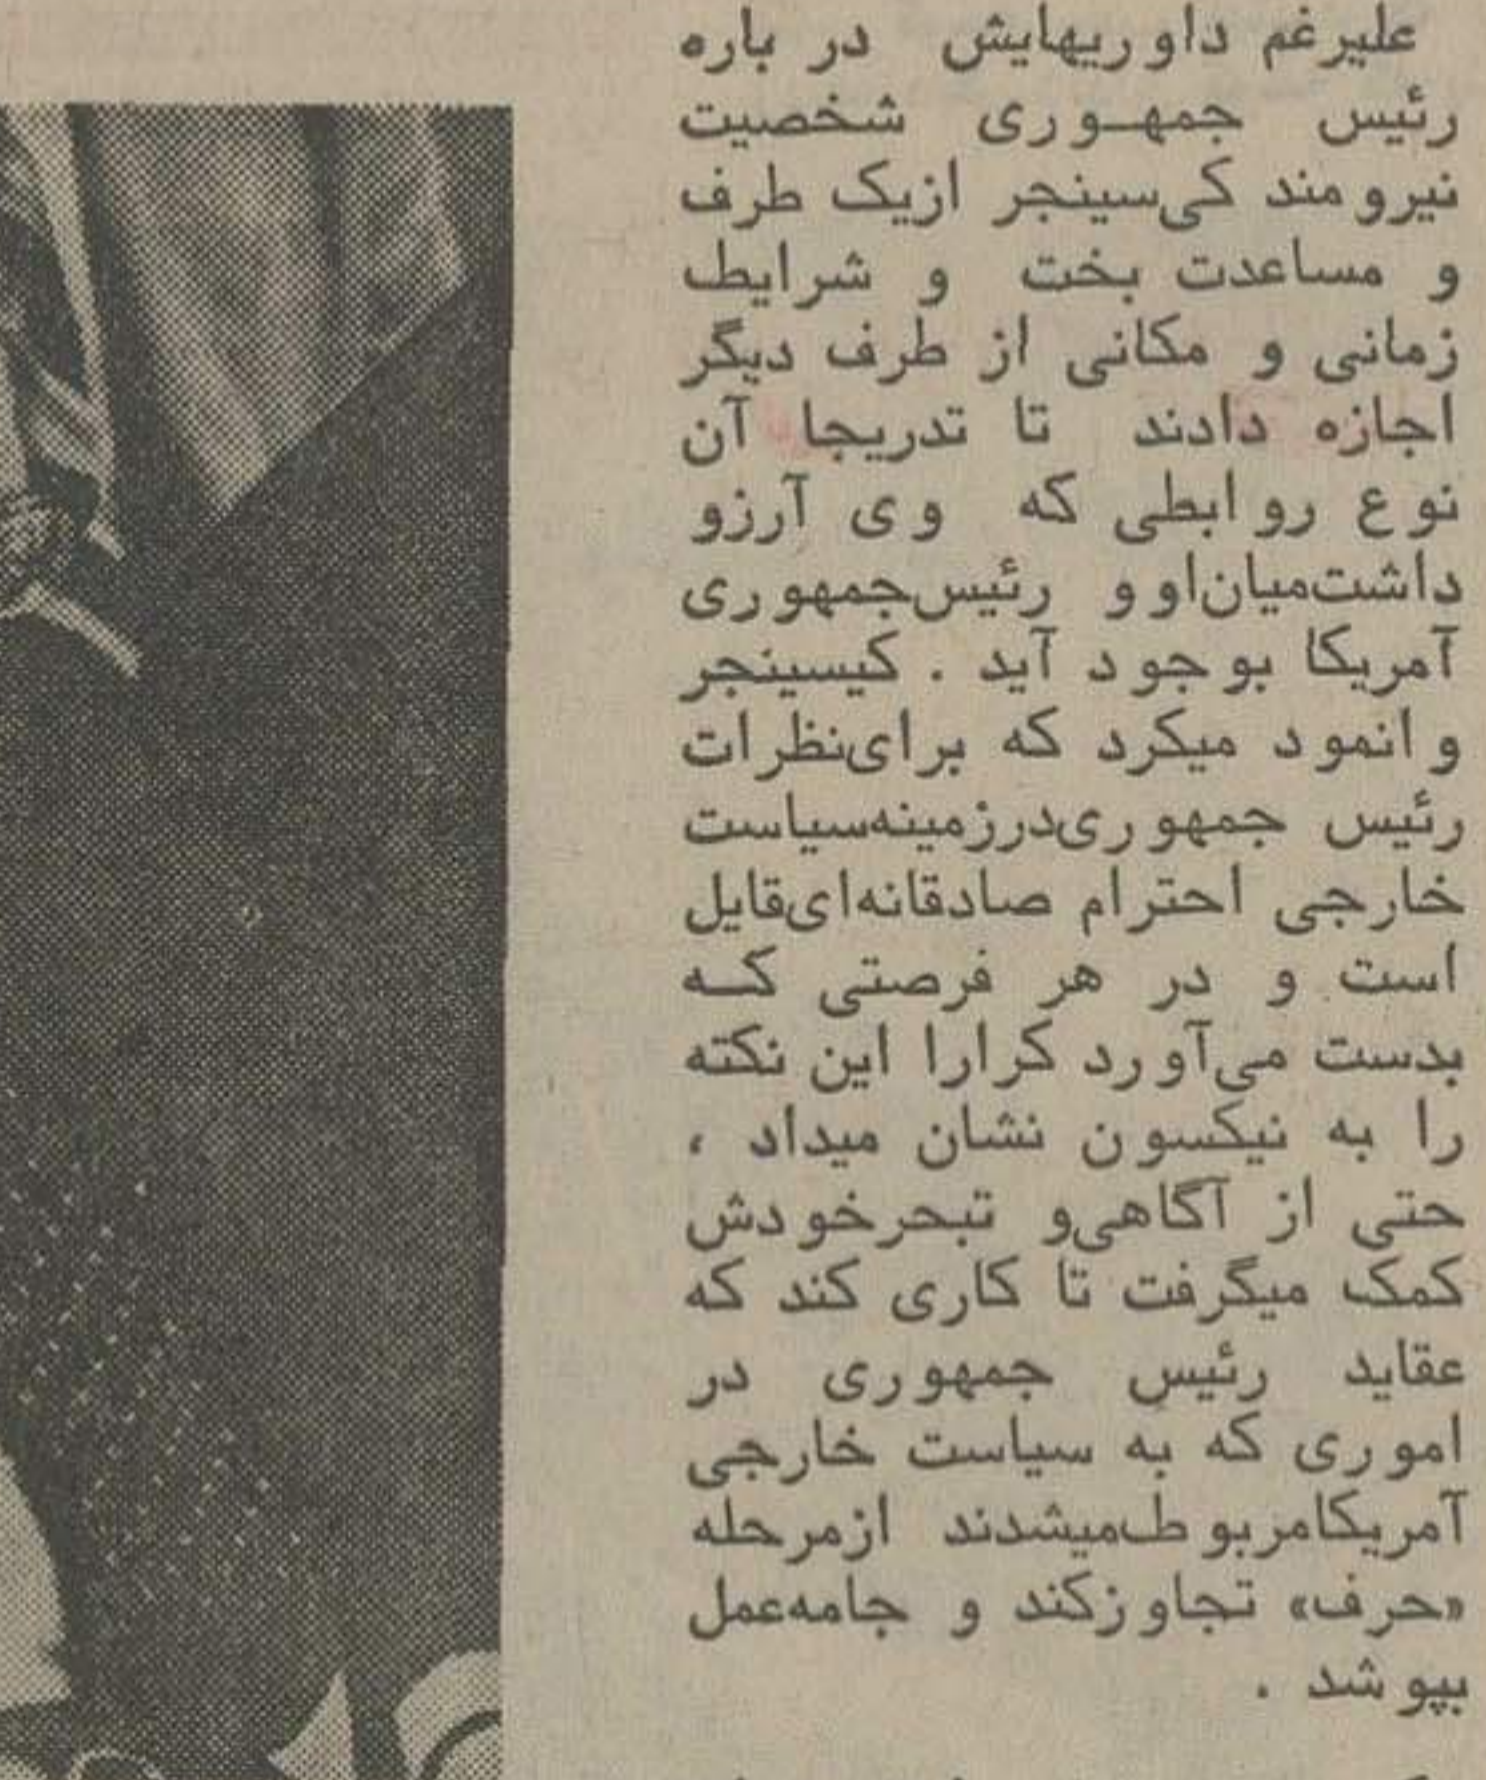 علیرغم داوریهایش در باره
رئیس جمهـوری شخصیت
نیرومند کی‌سینجر ازیک طرف
و مساعدت بخت و شرایط
زمانی و مکانی از طرف دیگر
اجازه دادند تا تدریجا آن
نوع روابطی که وی آرزو
داشت‌میان‌او و رئیس‌جمهوری
آمریکا بوجود آید . کیسینجر
وانمود میکرد که برای‌نظرات
رئیس جمهوری‌درزمینه‌سیاست
خارجی احترام صادقانه‌ای‌قایل
است و در هر فرصتی کـه
بدست می‌آورد کرارا این نکته
را به نیکسون نشان میداد ،
حتی از آگاهی‌و تبحرخودش
کمک میگرفت تا کاری کند که
عقاید رئیس جمهوری در
اموری که به سیاست خارجی
آمریکامربوط‌میشدند ازمرحله
«حرف» تجاوزکند و جامه‌عمل
بپوشد .